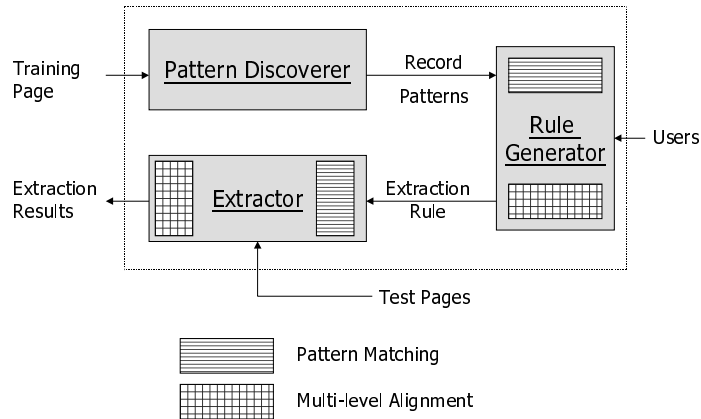 Training
Page
Pattern Discoverer
Record
Patterns
Rule
Generator
Users
Extraction
Results
Extractor
Extraction
Rule
Test Pages
Pattern Matching
Multi-level Alignment